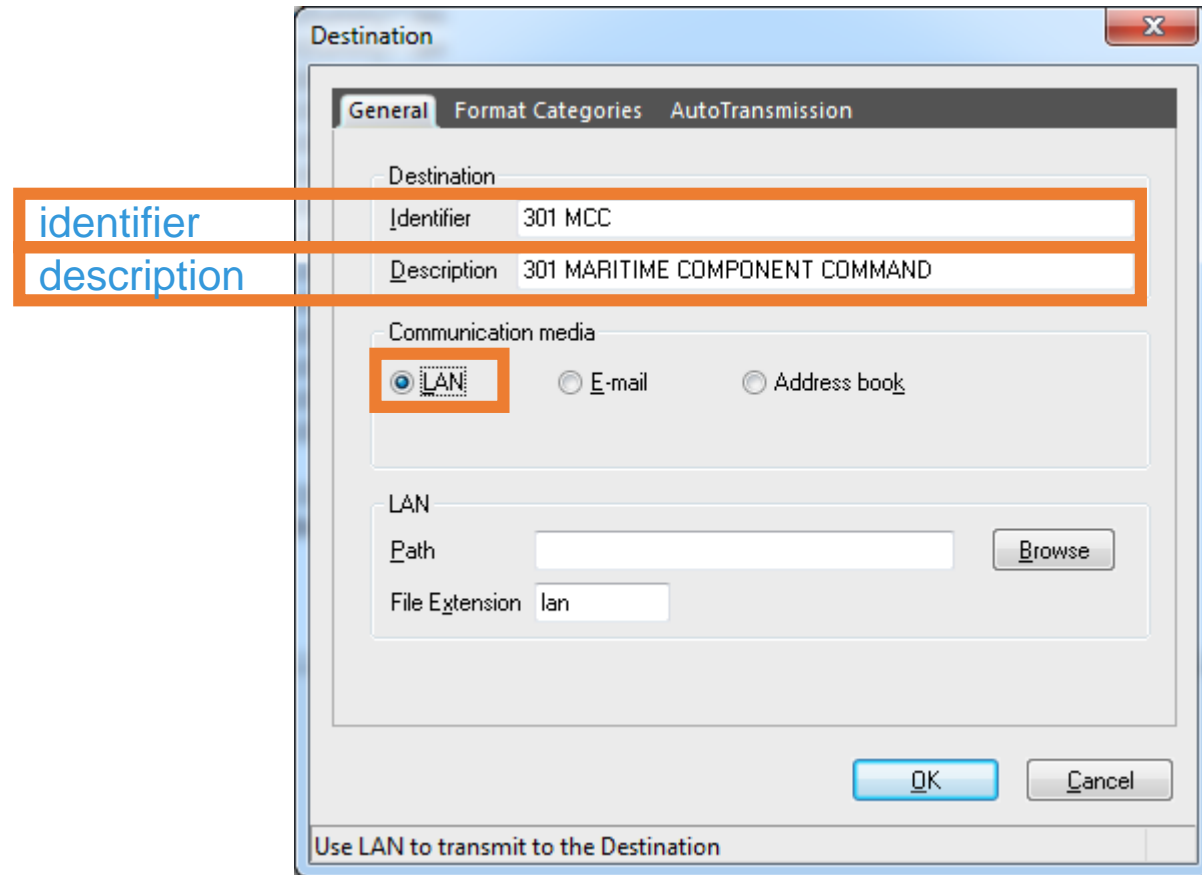 Destination
General Format Categories AutoTransmission
Destination
identifier Identifier 301 MCC
description Description 301 MARITIME COMPONENT COMMAND
Communication media
LAN E-mail Address book
LAN
Path Browse
File Extension lan
OK Cancel
Use LAN to transmit to the Destination